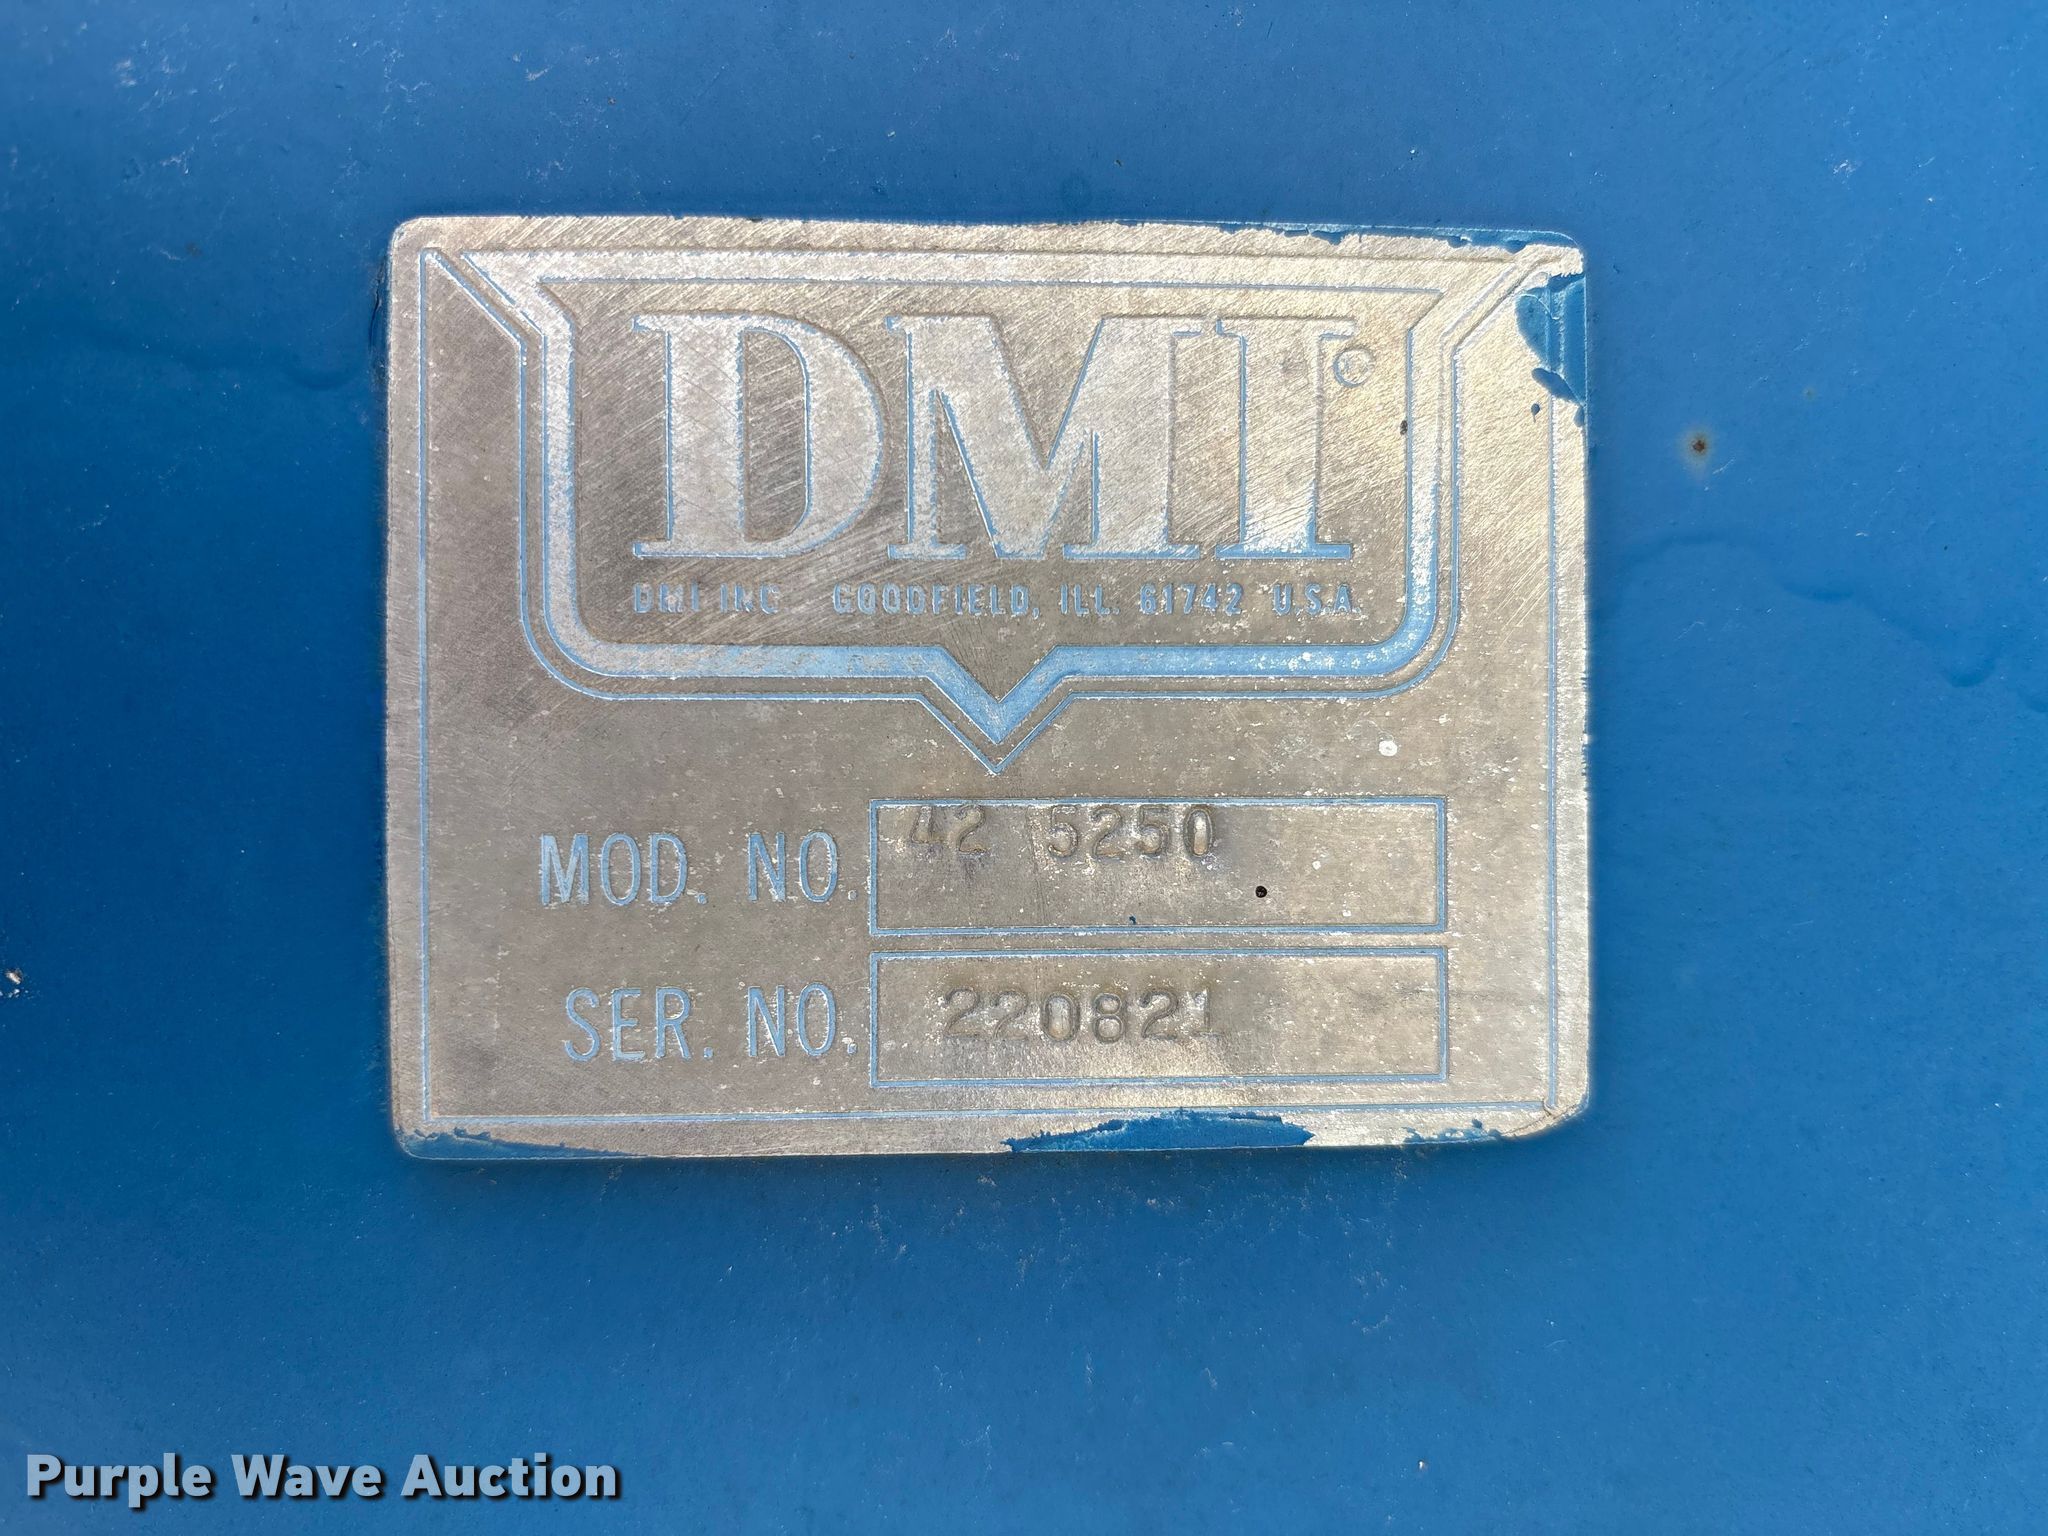 DMI®
DMI INC GOODFIELD, ILL. 61742 U.S.A.
MOD. NO. 42 5250
SER. NO. 220821
Purple Wave Auction